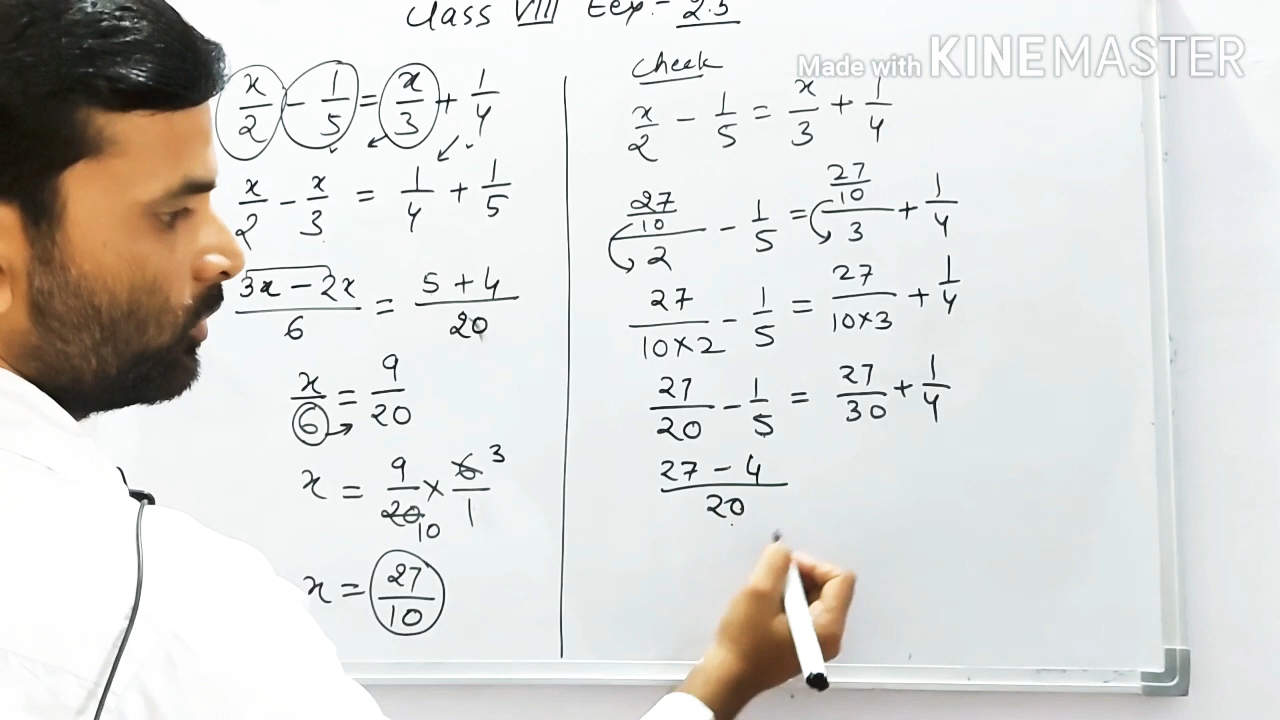 Class VIII Eex.- 2.5
Made with KINEMASTER
x/2 - 1/5 = x/3 + 1/4
x/2 - x/3 = 1/4 + 1/5
3x - 2x/6 = 5 + 4/20
x/6 = 9/20
x = 9/20 × 6/1 3 10
x = 27/10
Check
x/2 - 1/5 = x/3 + 1/4
27/10/2 - 1/5 = 27/10/3 + 1/4
27/10×2 - 1/5 = 27/10×3 + 1/4
27/20 - 1/5 = 27/30 + 1/4
27 - 4/20